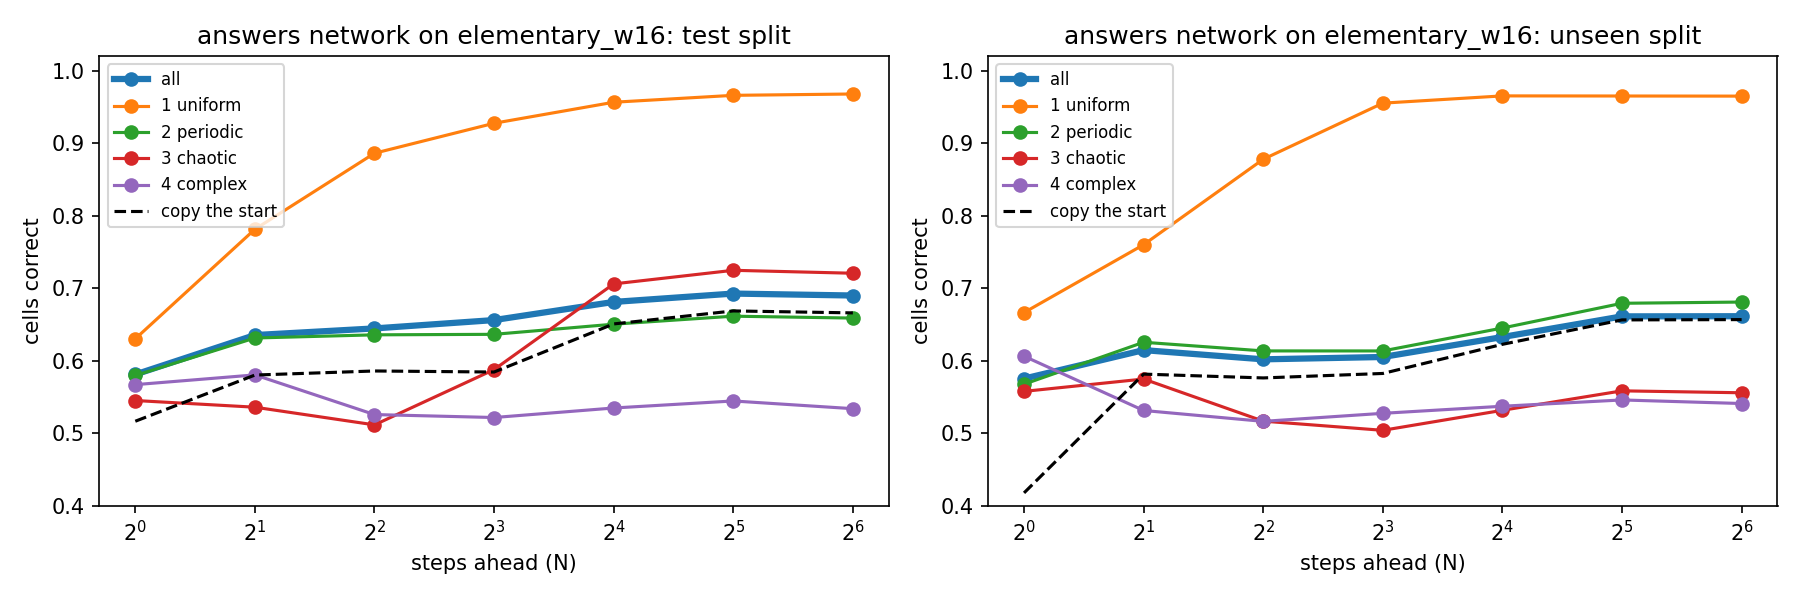 answers network on elementary_w16: test split
1.0
0.9
0.8
0.7
0.6
0.5
0.4
cells correct
all
1 uniform
2 periodic
3 chaotic
4 complex
copy the start
2^0 2^1 2^2 2^3 2^4 2^5 2^6
steps ahead (N)
answers network on elementary_w16: unseen split
1.0
0.9
0.8
0.7
0.6
0.5
0.4
cells correct
all
1 uniform
2 periodic
3 chaotic
4 complex
copy the start
2^0 2^1 2^2 2^3 2^4 2^5 2^6
steps ahead (N)